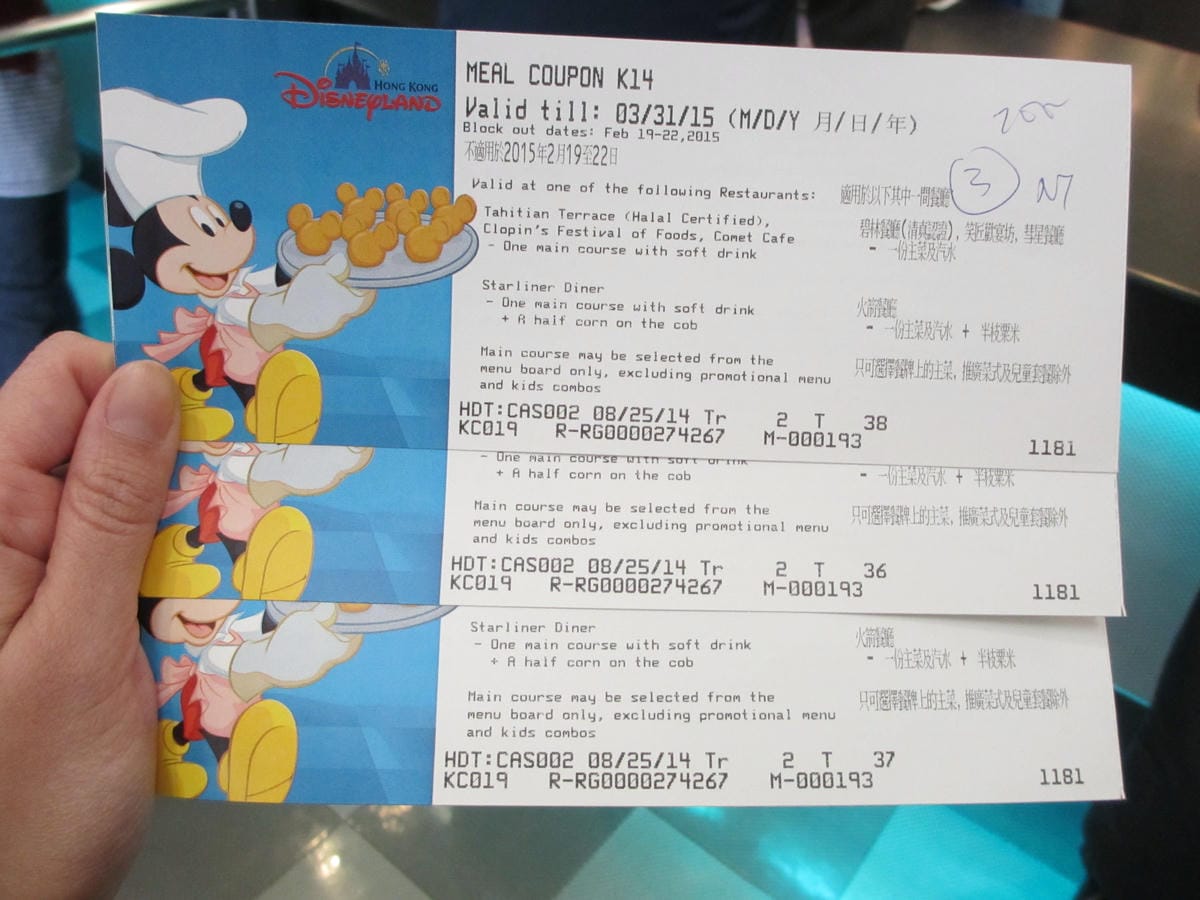 HONG KONG
DISNEYLAND
MEAL COUPON K14
Valid till: 03/31/15 (M/D/Y 月/日/年)
Block out dates: Feb 19-22,2015
不適用於2015年2月19至22日
3
Valid at one of the following Restaurants: 適用於以下其中一間餐廳
Tahitian Terrace (Halal Certified), 碧林餐廳(清真認證), 笑匠歡宴坊, 彗星餐廳
Clopin's Festival of Foods, Comet Cafe
- One main course with soft drink - 一份主菜及汽水
Starliner Diner 火箭餐廳
- One main course with soft drink - 一份主菜及汽水 + 半枝粟米
+ A half corn on the cob
Main course may be selected from the 只可選擇餐牌上的主菜, 推廣菜式及兒童套餐除外
menu board only, excluding promotional menu
and kids combos
HDT:CAS002 08/25/14 Tr 2 T 38
KC019 R-RG0000274267 M-000193 1181
- One main course with soft drink - 一份主菜及汽水 + 半枝粟米
+ A half corn on the cob
Main course may be selected from the 只可選擇餐牌上的主菜, 推廣菜式及兒童套餐除外
menu board only, excluding promotional menu
and kids combos
HDT:CAS002 08/25/14 Tr 2 T 36
KC019 R-RG0000274267 M-000193 1181
Starliner Diner 火箭餐廳
- One main course with soft drink - 一份主菜及汽水 + 半枝粟米
+ A half corn on the cob
Main course may be selected from the 只可選擇餐牌上的主菜, 推廣菜式及兒童套餐除外
menu board only, excluding promotional menu
and kids combos
HDT:CAS002 08/25/14 Tr 2 T 37
KC019 R-RG0000274267 M-000193 1181